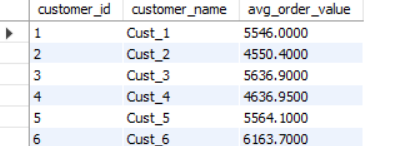 customer_id customer_name avg_order_value
1 Cust_1 5546.0000
2 Cust_2 4550.4000
3 Cust_3 5636.9000
4 Cust_4 4636.9500
5 Cust_5 5564.1000
6 Cust_6 6163.7000